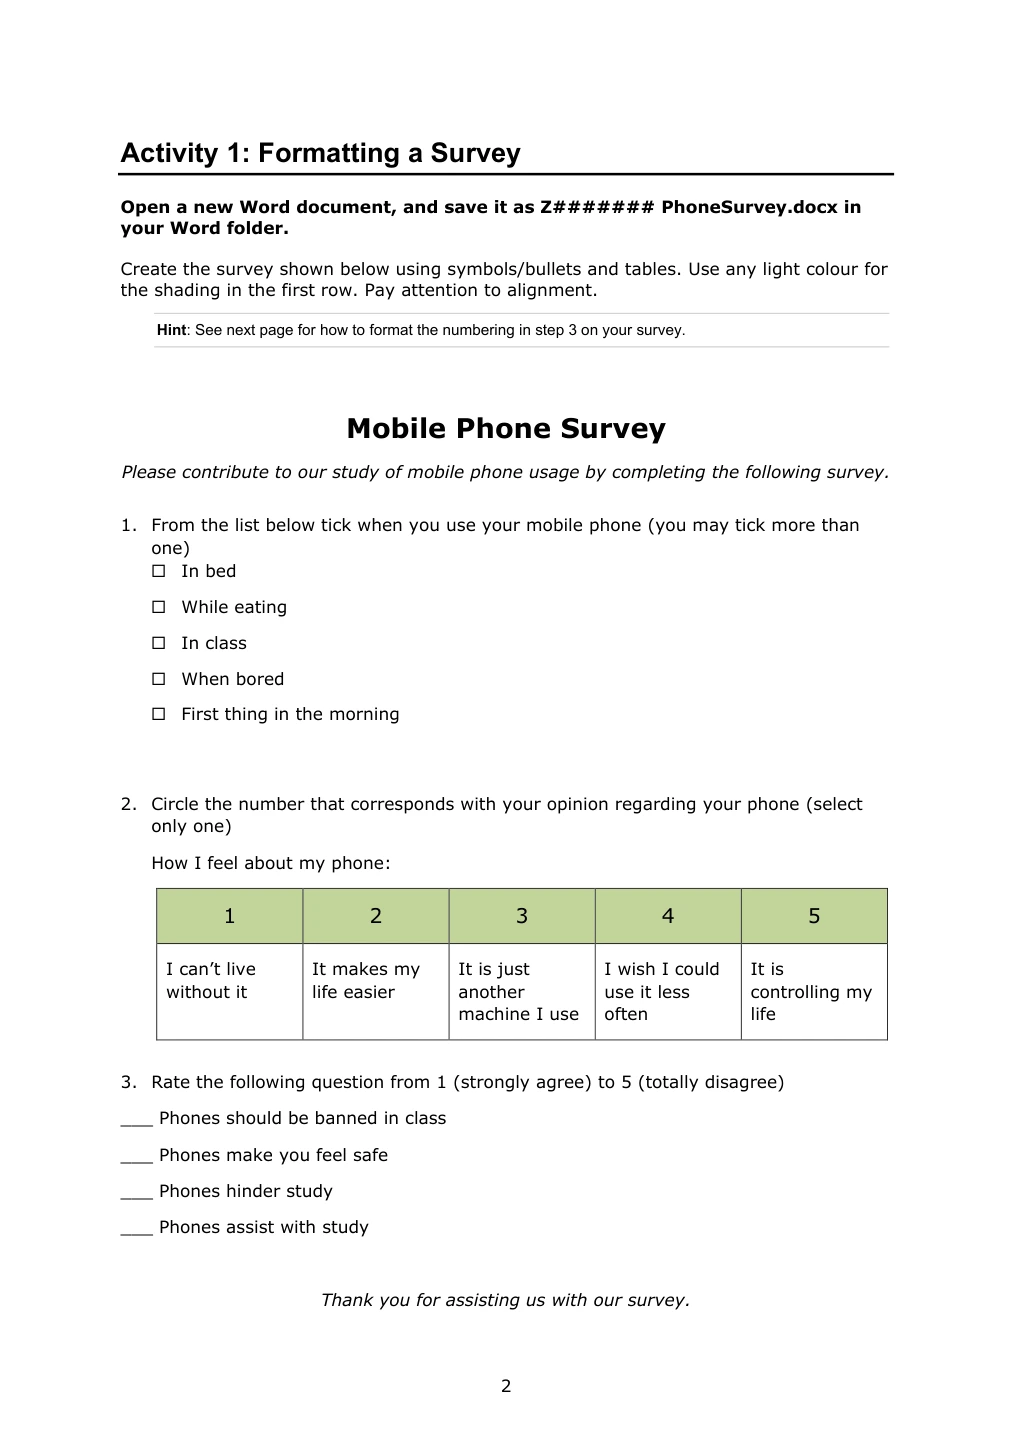 Activity 1: Formatting a Survey
Open a new Word document, and save it as Z####### PhoneSurvey.docx in
your Word folder.
Create the survey shown below using symbols/bullets and tables. Use any light colour for
the shading in the first row. Pay attention to alignment.
Hint: See next page for how to format the numbering in step 3 on your survey.
Mobile Phone Survey
Please contribute to our study of mobile phone usage by completing the following survey.
1. From the list below tick when you use your mobile phone (you may tick more than
one)
☐ In bed
☐ While eating
☐ In class
☐ When bored
☐ First thing in the morning
2. Circle the number that corresponds with your opinion regarding your phone (select
only one)
How I feel about my phone:
1 2 3 4 5
I can’t live It makes my It is just I wish I could It is
without it life easier another use it less controlling my
machine I use often life
3. Rate the following question from 1 (strongly agree) to 5 (totally disagree)
___ Phones should be banned in class
___ Phones make you feel safe
___ Phones hinder study
___ Phones assist with study
Thank you for assisting us with our survey.
2